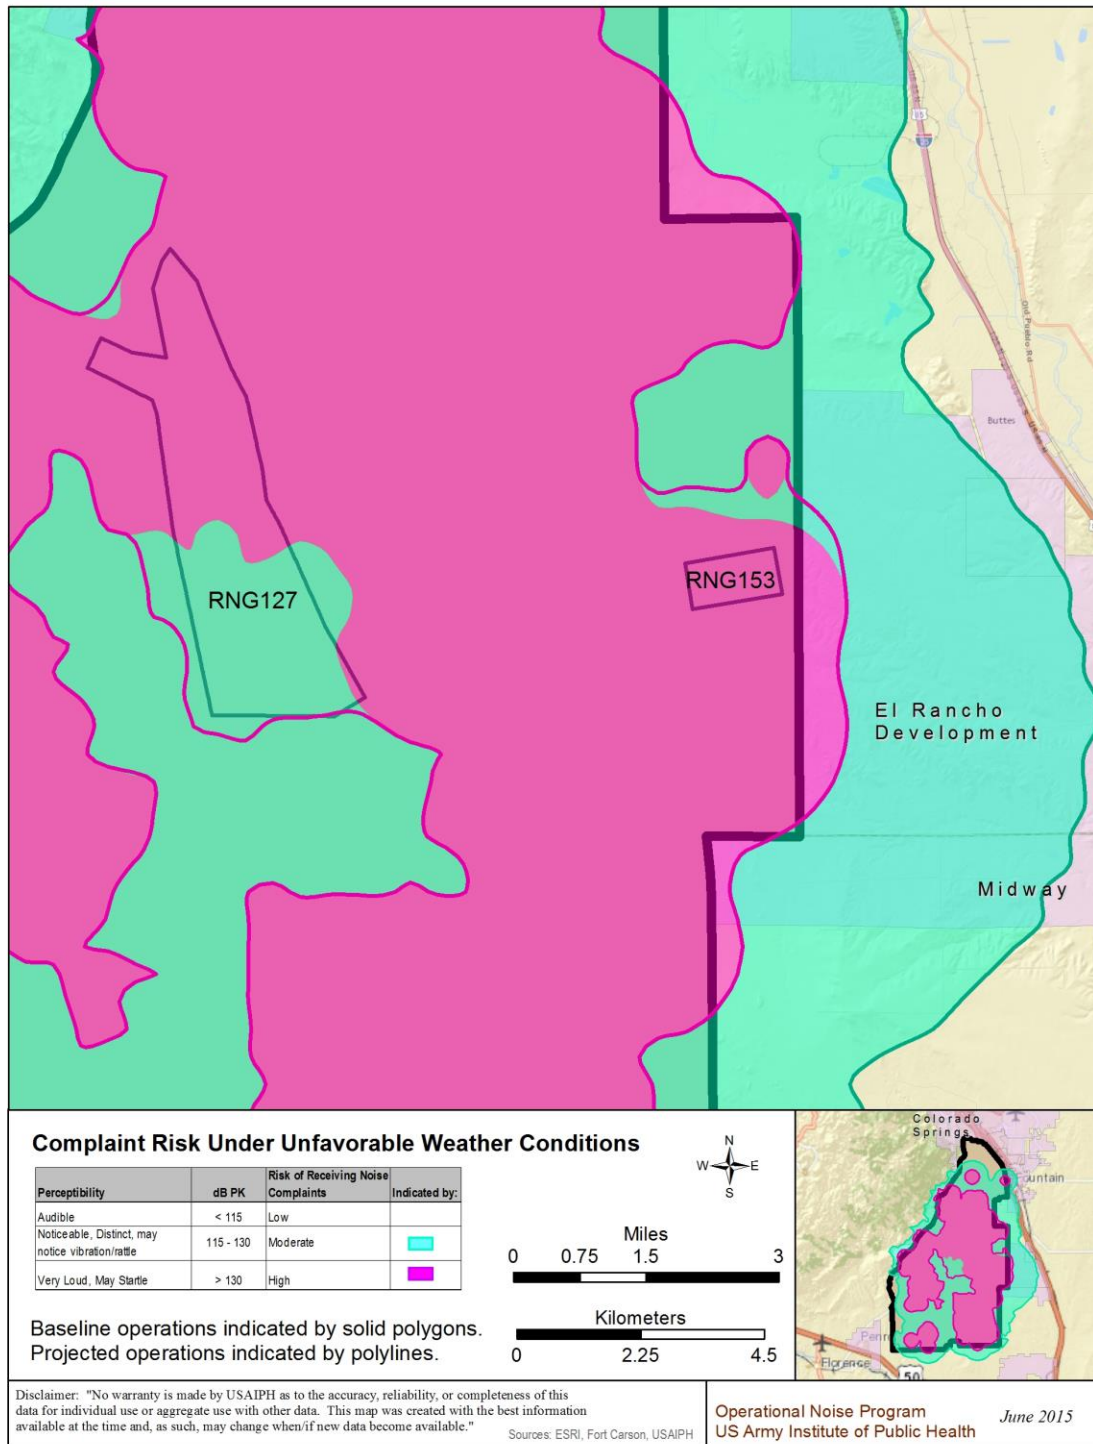 US 85 N
85
25
Old Pueblo Rd
Buttes
RNG127
RNG153
El Rancho
Development
Midway
Complaint Risk Under Unfavorable Weather Conditions
Perceptibility
dB PK
Risk of Receiving Noise
Complaints
Indicated by:
Audible
< 115
Low
Noticeable, Distinct, may
notice vibration/rattle
115 - 130
Moderate
Very Loud, May Startle
> 130
High
Baseline operations indicated by solid polygons.
Projected operations indicated by polylines.
N
W
E
S
Miles
0 0.75 1.5 3
Kilometers
0 2.25 4.5
Colorado
Springs
ountain
Penr
Florence
50
Disclaimer: "No warranty is made by USAIPH as to the accuracy, reliability, or completeness of this
data for individual use or aggregate use with other data. This map was created with the best information
available at the time and, as such, may change when/if new data become available."
Sources: ESRI, Fort Carson, USAIPH
Operational Noise Program
US Army Institute of Public Health
June 2015